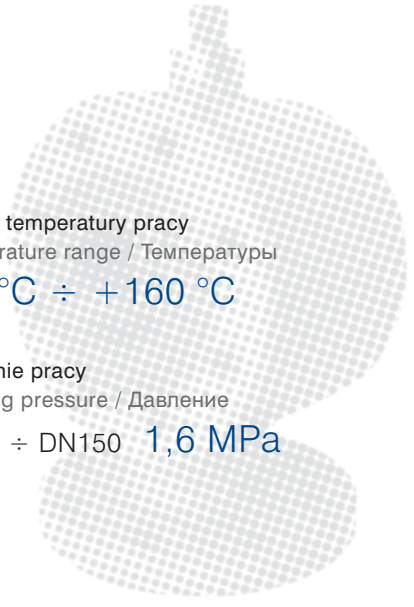 temperatury pracy
rature range / Температуры
°C ÷ +160 °C
nie pracy
g pressure / Давление
÷ DN150 1,6 MPa